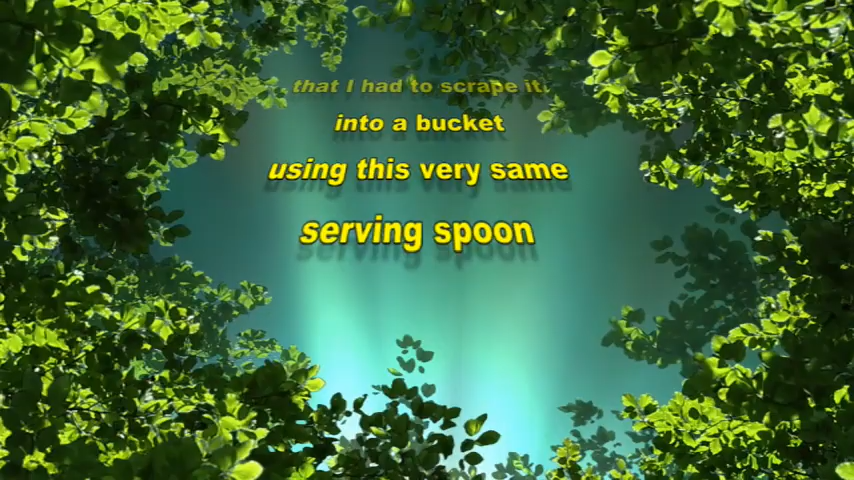 that I had to scrape it
into a bucket
using this very same
serving spoon